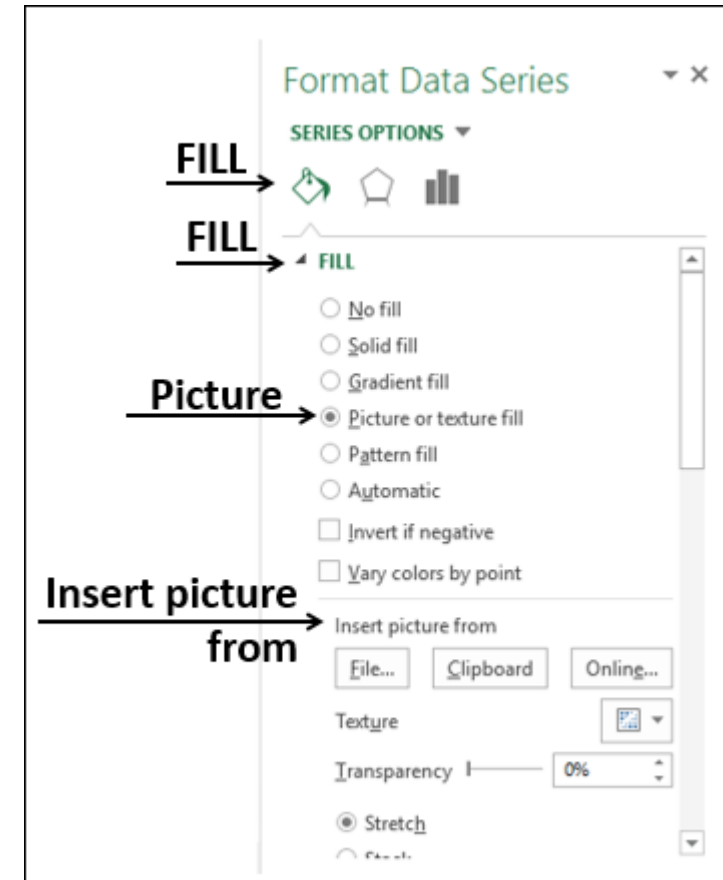 Format Data Series
SERIES OPTIONS
FILL
FILL
FILL
No fill
Solid fill
Gradient fill
Picture
Picture or texture fill
Pattern fill
Automatic
Invert if negative
Vary colors by point
Insert picture
from
Insert picture from
File... Clipboard Online...
Texture
Transparency 0%
Stretch